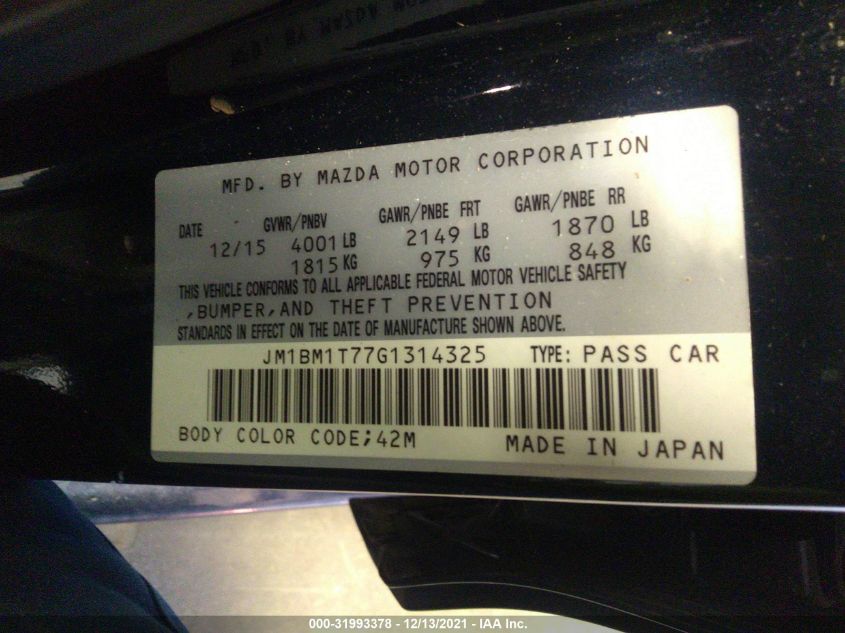 MFD. BY MAZDA MOTOR CORPORATION
DATE GVWR/PNBV GAWR/PNBE FRT GAWR/PNBE RR
12/15 4001 LB 2149 LB 1870 LB
1815 KG 975 KG 848 KG
THIS VEHICLE CONFORMS TO ALL APPLICABLE FEDERAL MOTOR VEHICLE SAFETY
,BUMPER,AND THEFT PREVENTION
STANDARDS IN EFFECT ON THE DATE OF MANUFACTURE SHOWN ABOVE.
JM1BM1T77G1314325 TYPE: PASS CAR
BODY COLOR CODE;42M MADE IN JAPAN
000-31993378 - 12/13/2021 - IAA Inc.